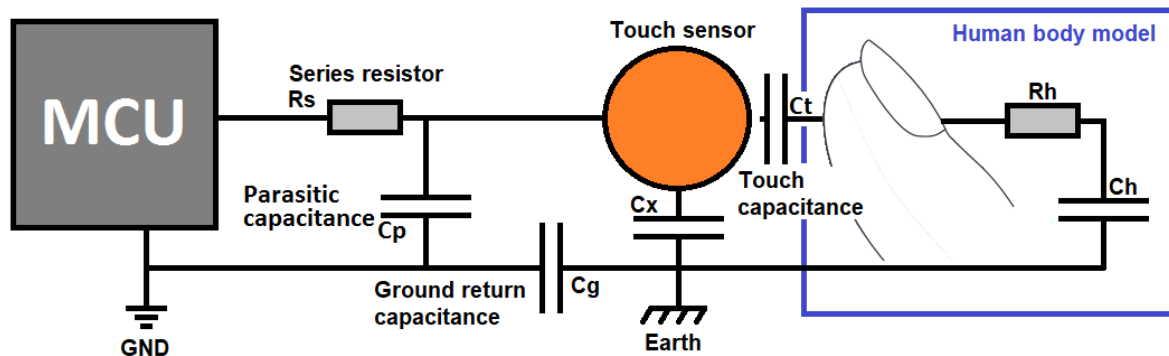 MCU
Series resistor
Rs
Parasitic
capacitance
Cp
GND
Ground return
capacitance
Cg
Touch sensor
Cx
Earth
Ct
Touch
capacitance
Human body model
Rh
Ch